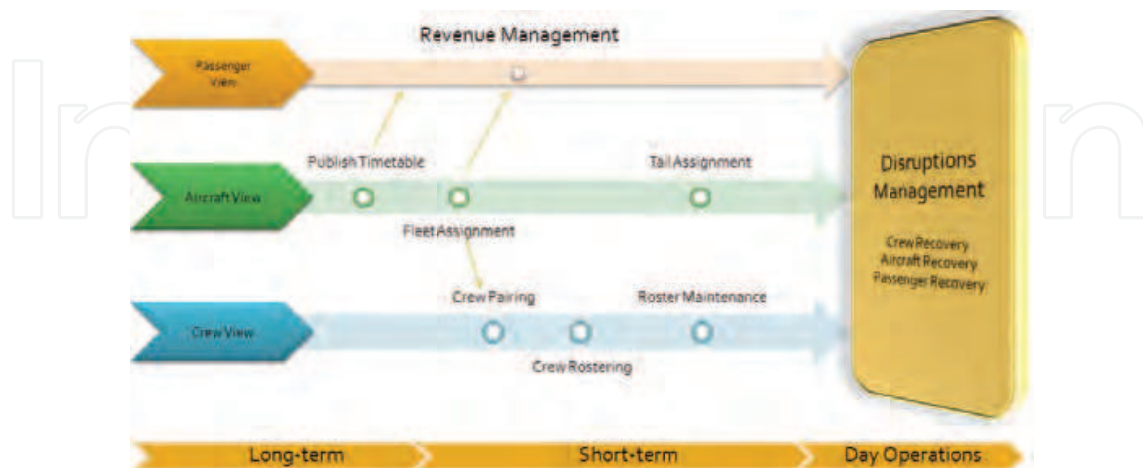 Revenue Management
Passenger
View
Publish Timetable
Tail Assignment
Aircraft View
Fleet Assignment
Crew Pairing
Roster Maintenance
Crew View
Crew Rostering
Disruptions
Management
Crew Recovery
Aircraft Recovery
Passenger Recovery
Long-term
Short-term
Day Operations